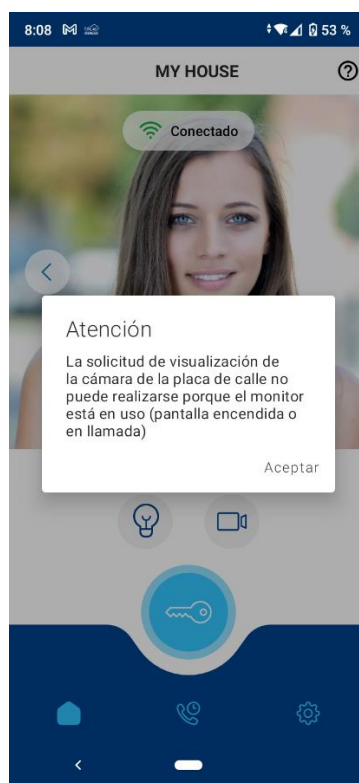 8:08 53 %
MY HOUSE
Conectado
Atención
La solicitud de visualización de
la cámara de la placa de calle no
puede realizarse porque el monitor
está en uso (pantalla encendida o
en llamada)
Aceptar